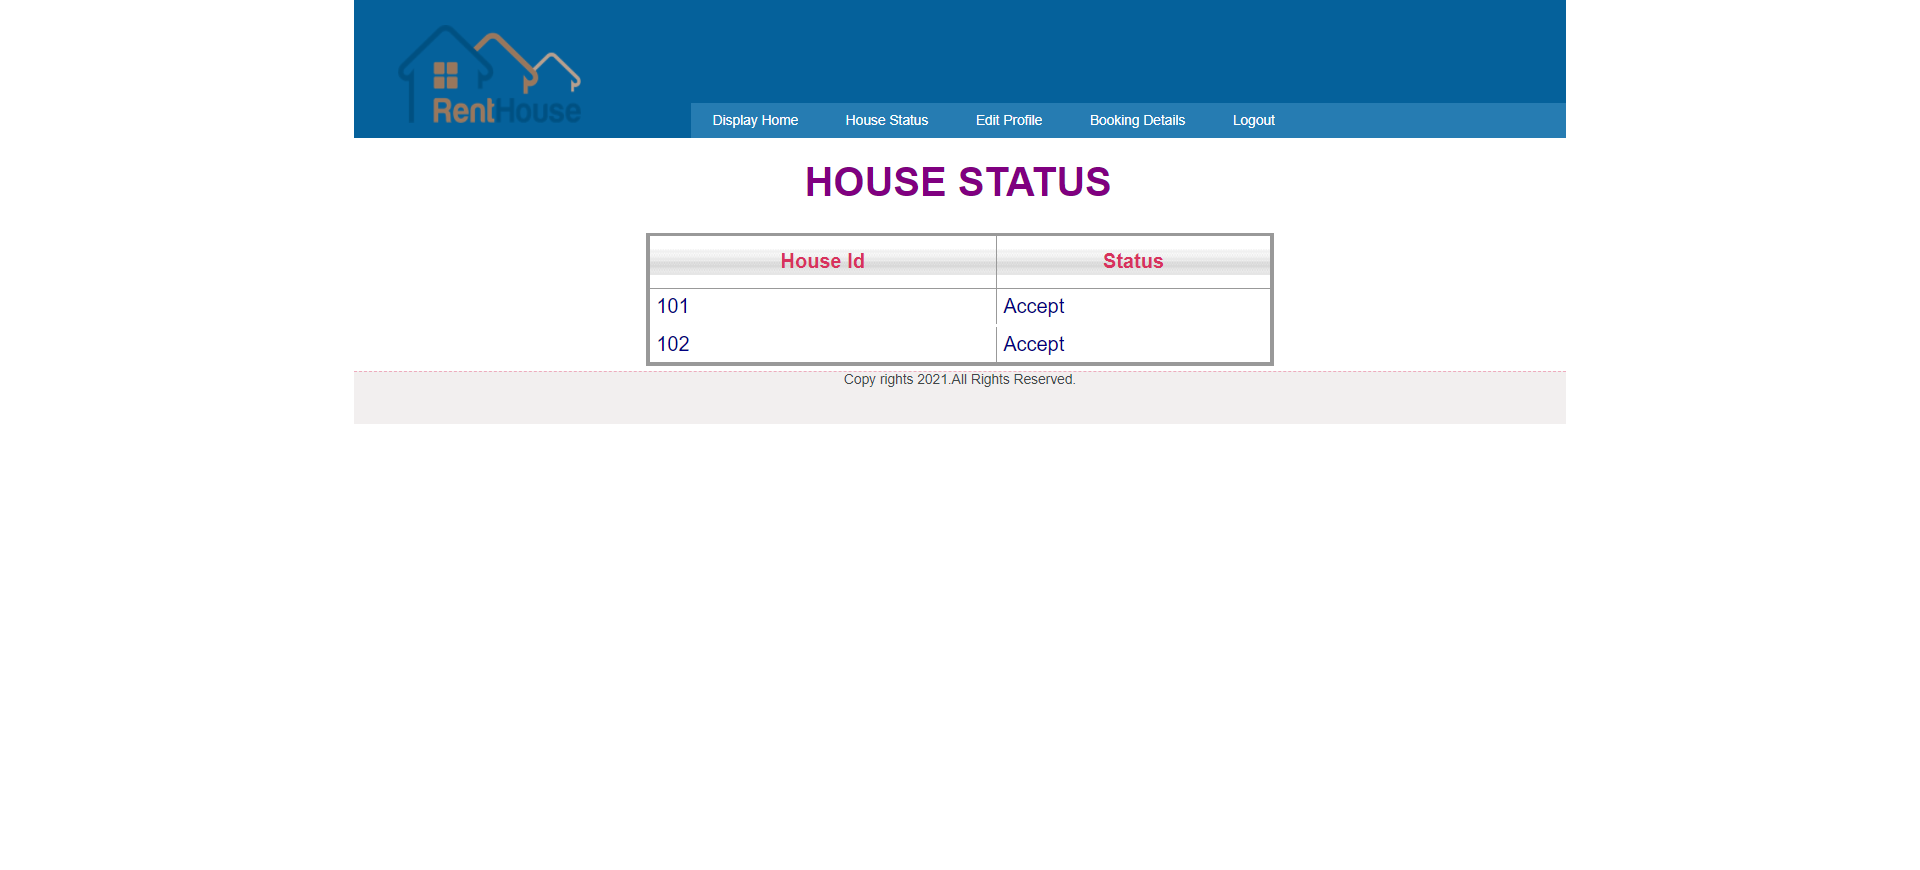 RentHouse
Display Home House Status Edit Profile Booking Details Logout
HOUSE STATUS
House Id Status
101 Accept
102 Accept
Copy rights 2021.All Rights Reserved.